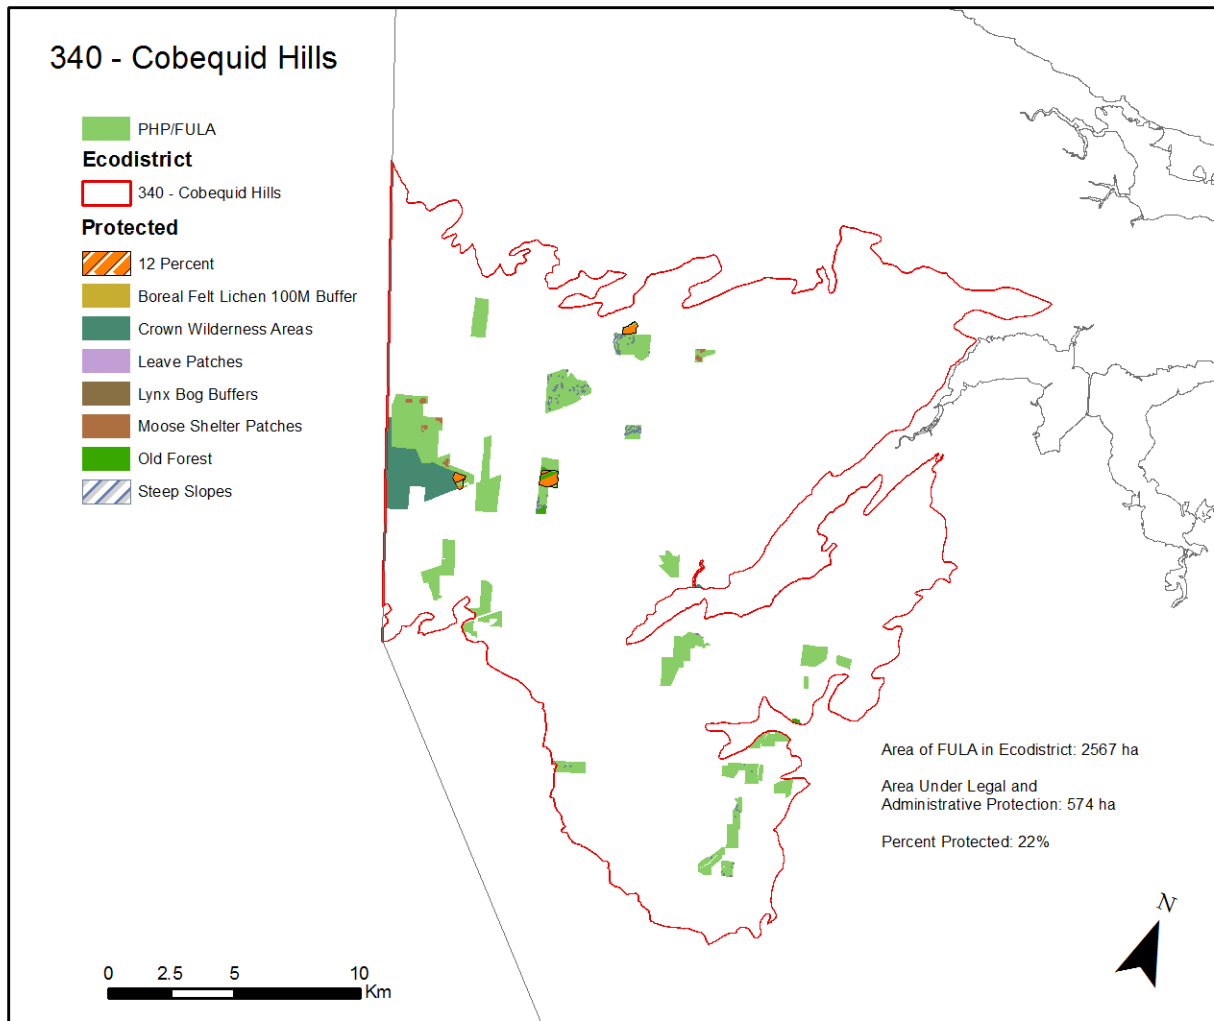 340 - Cobequid Hills
PHP/FULA
Ecodistrict
340 - Cobequid Hills
Protected
12 Percent
Boreal Felt Lichen 100M Buffer
Crown Wilderness Areas
Leave Patches
Lynx Bog Buffers
Moose Shelter Patches
Old Forest
Steep Slopes
Area of FULA in Ecodistrict: 2567 ha
Area Under Legal and
Administrative Protection: 574 ha
Percent Protected: 22%
N
0 2.5 5 10
Km